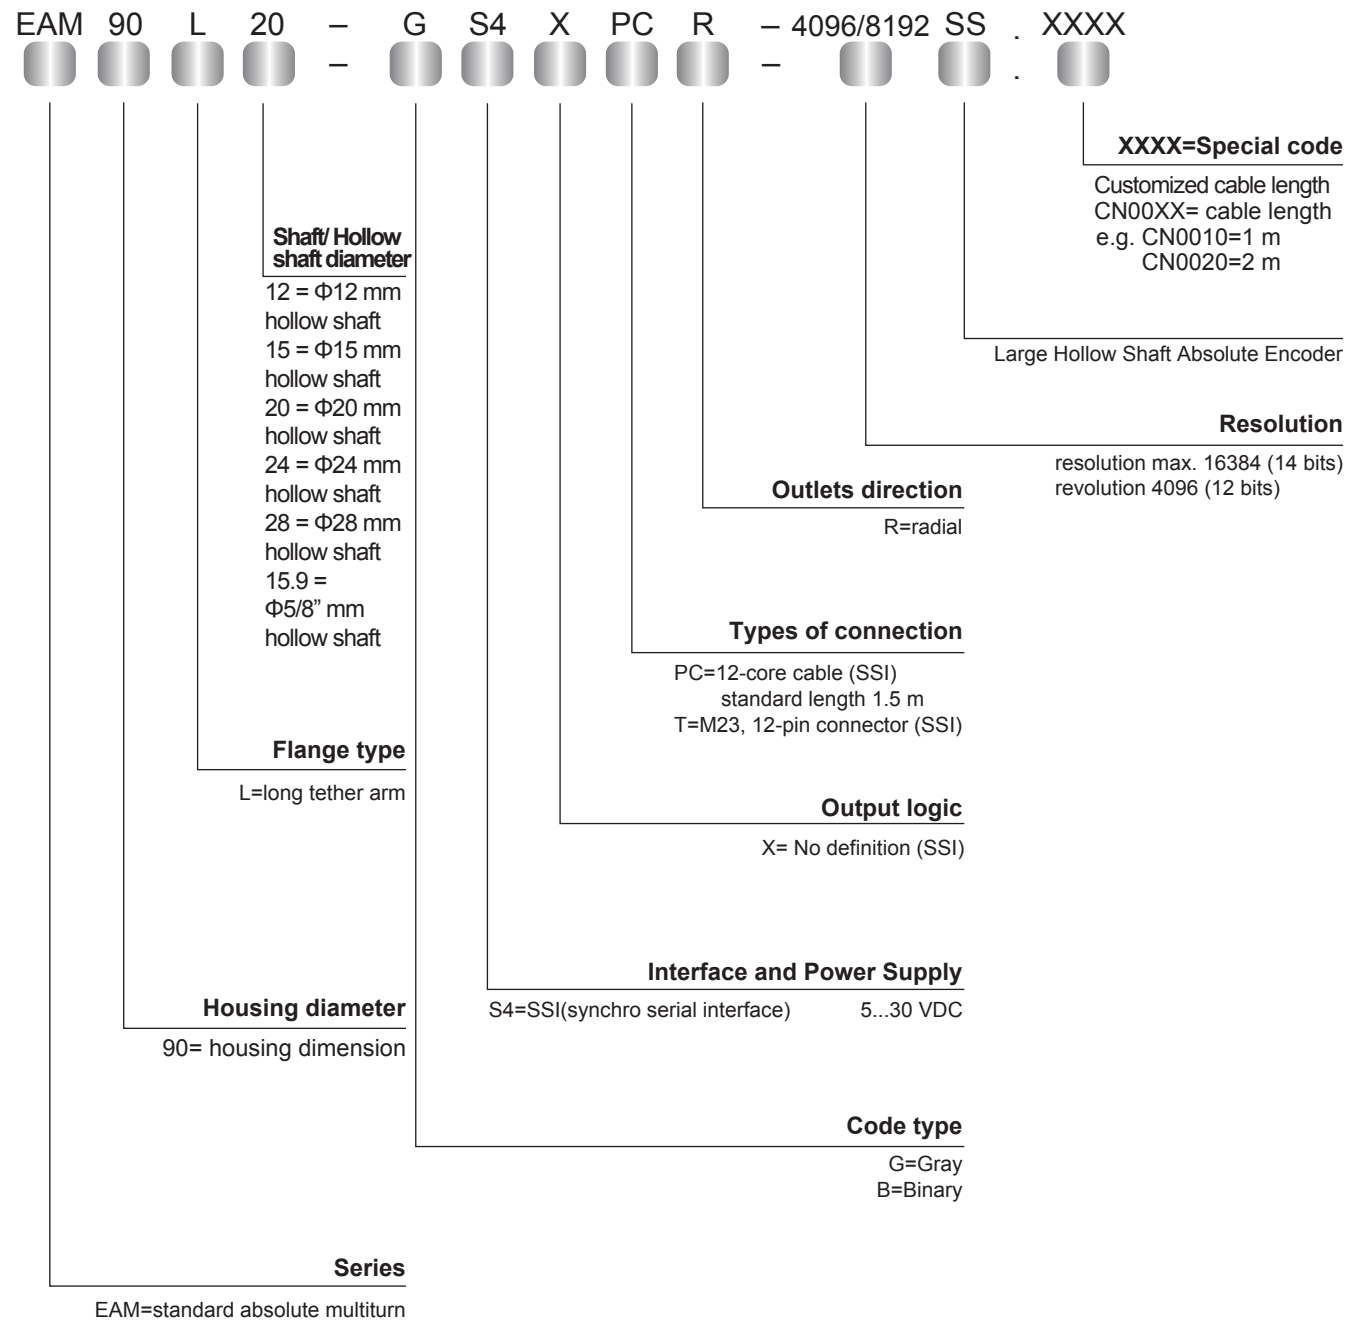 EAM 90 L 20 – G S4 X PC R – 4096/8192 SS . XXXX
– – .
XXXX=Special code
Customized cable length
CN00XX= cable length
e.g. CN0010=1 m
CN0020=2 m
Shaft/ Hollow
shaft diameter
12 = Φ12 mm
hollow shaft
15 = Φ15 mm
hollow shaft
20 = Φ20 mm
hollow shaft
24 = Φ24 mm
hollow shaft
28 = Φ28 mm
hollow shaft
15.9 =
Φ5/8” mm
hollow shaft
Large Hollow Shaft Absolute Encoder
Resolution
resolution max. 16384 (14 bits)
revolution 4096 (12 bits)
Outlets direction
R=radial
Types of connection
PC=12-core cable (SSI)
standard length 1.5 m
T=M23, 12-pin connector (SSI)
Flange type
L=long tether arm
Output logic
X= No definition (SSI)
Interface and Power Supply
S4=SSI(synchro serial interface) 5...30 VDC
Housing diameter
90= housing dimension
Code type
G=Gray
B=Binary
Series
EAM=standard absolute multiturn